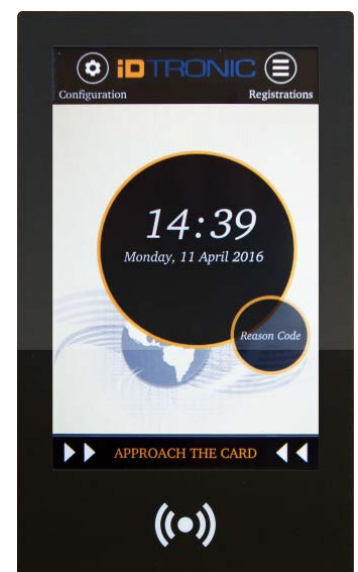 iDTRONIC
Configuration
Registrations
14:39
Monday, 11 April 2016
Reason Code
APPROACH THE CARD